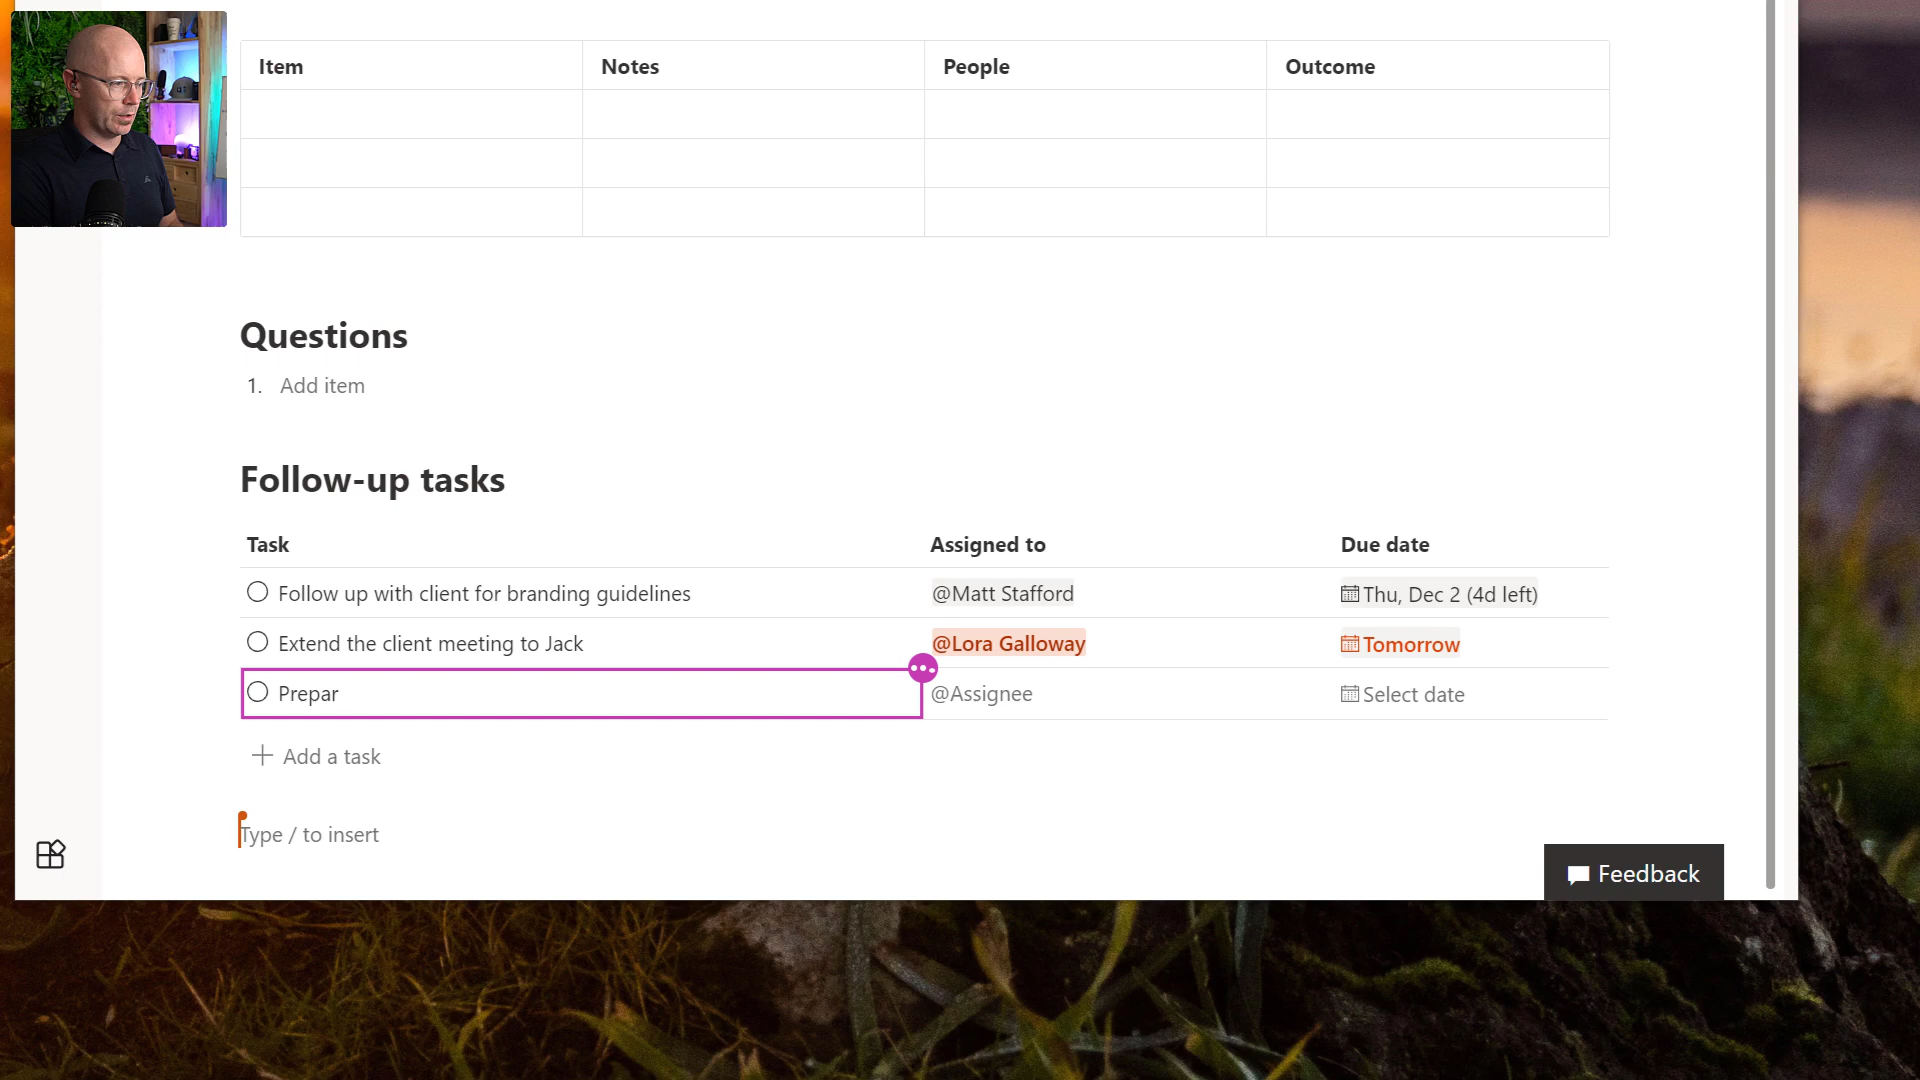 Item Notes People Outcome
Questions
1. Add item
Follow-up tasks
Task Assigned to Due date
Follow up with client for branding guidelines @Matt Stafford Thu, Dec 2 (4d left)
Extend the client meeting to Jack @Lora Galloway Tomorrow
Prepar @Assignee Select date
Add a task
Type / to insert
Feedback